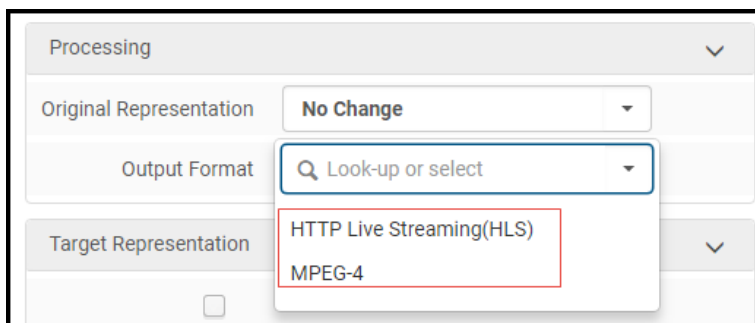 Processing
Original Representation No Change
Output Format Look-up or select
HTTP Live Streaming(HLS)
Target Representation
MPEG-4